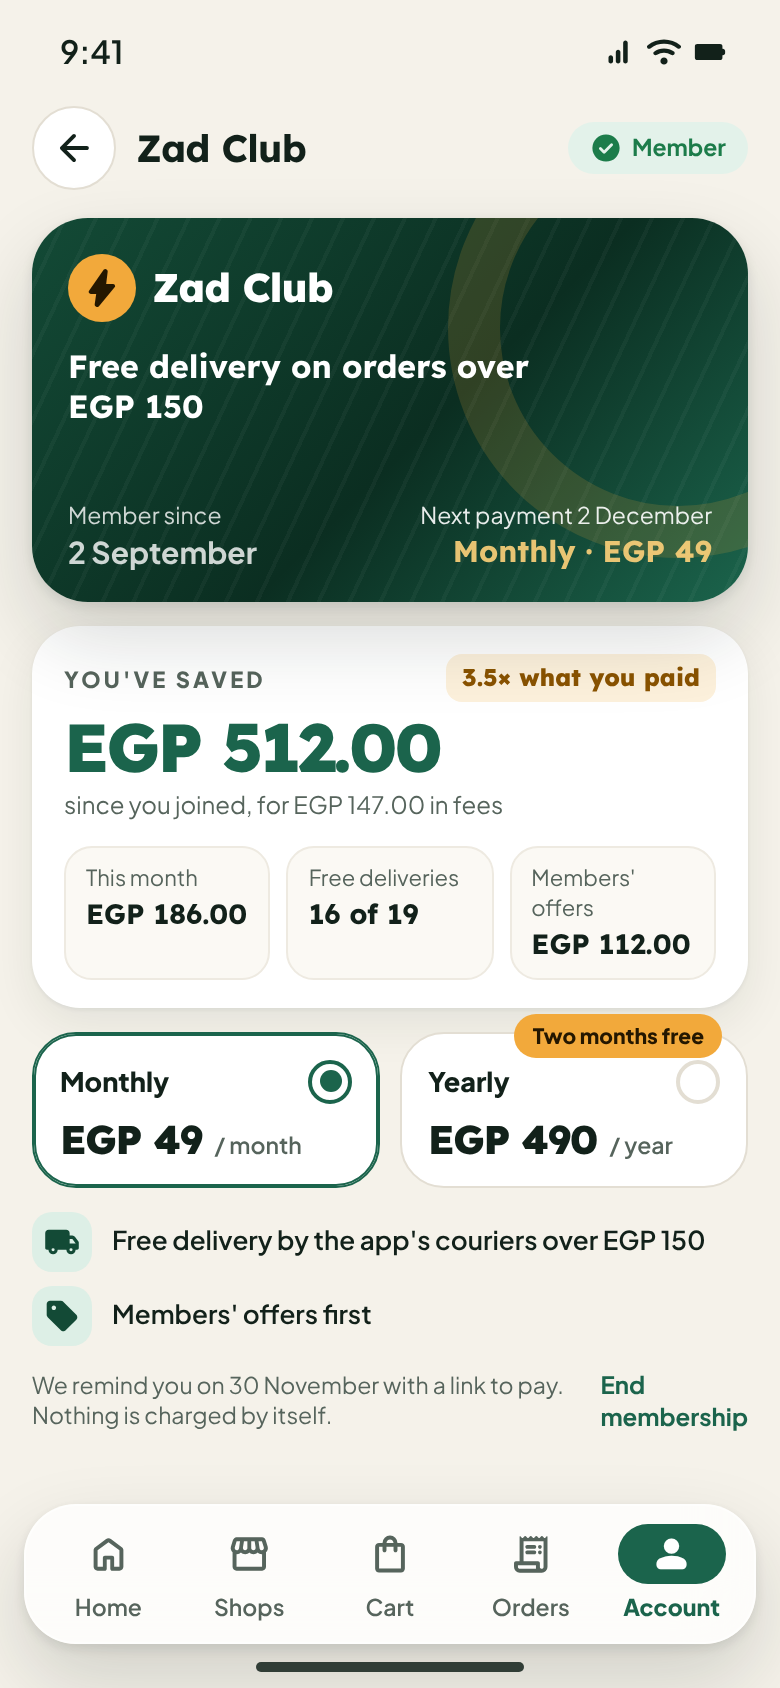 9:41
Zad Club
Member
Zad Club
Free delivery on orders over
EGP 150
Member since
2 September
Next payment 2 December
Monthly · EGP 49
YOU'VE SAVED
3.5× what you paid
EGP 512.00
since you joined, for EGP 147.00 in fees
This month
EGP 186.00
Free deliveries
16 of 19
Members'
offers
EGP 112.00
Two months free
Monthly
EGP 49 / month
Yearly
EGP 490 / year
Free delivery by the app's couriers over EGP 150
Members' offers first
We remind you on 30 November with a link to pay.
Nothing is charged by itself.
End
membership
Home
Shops
Cart
Orders
Account